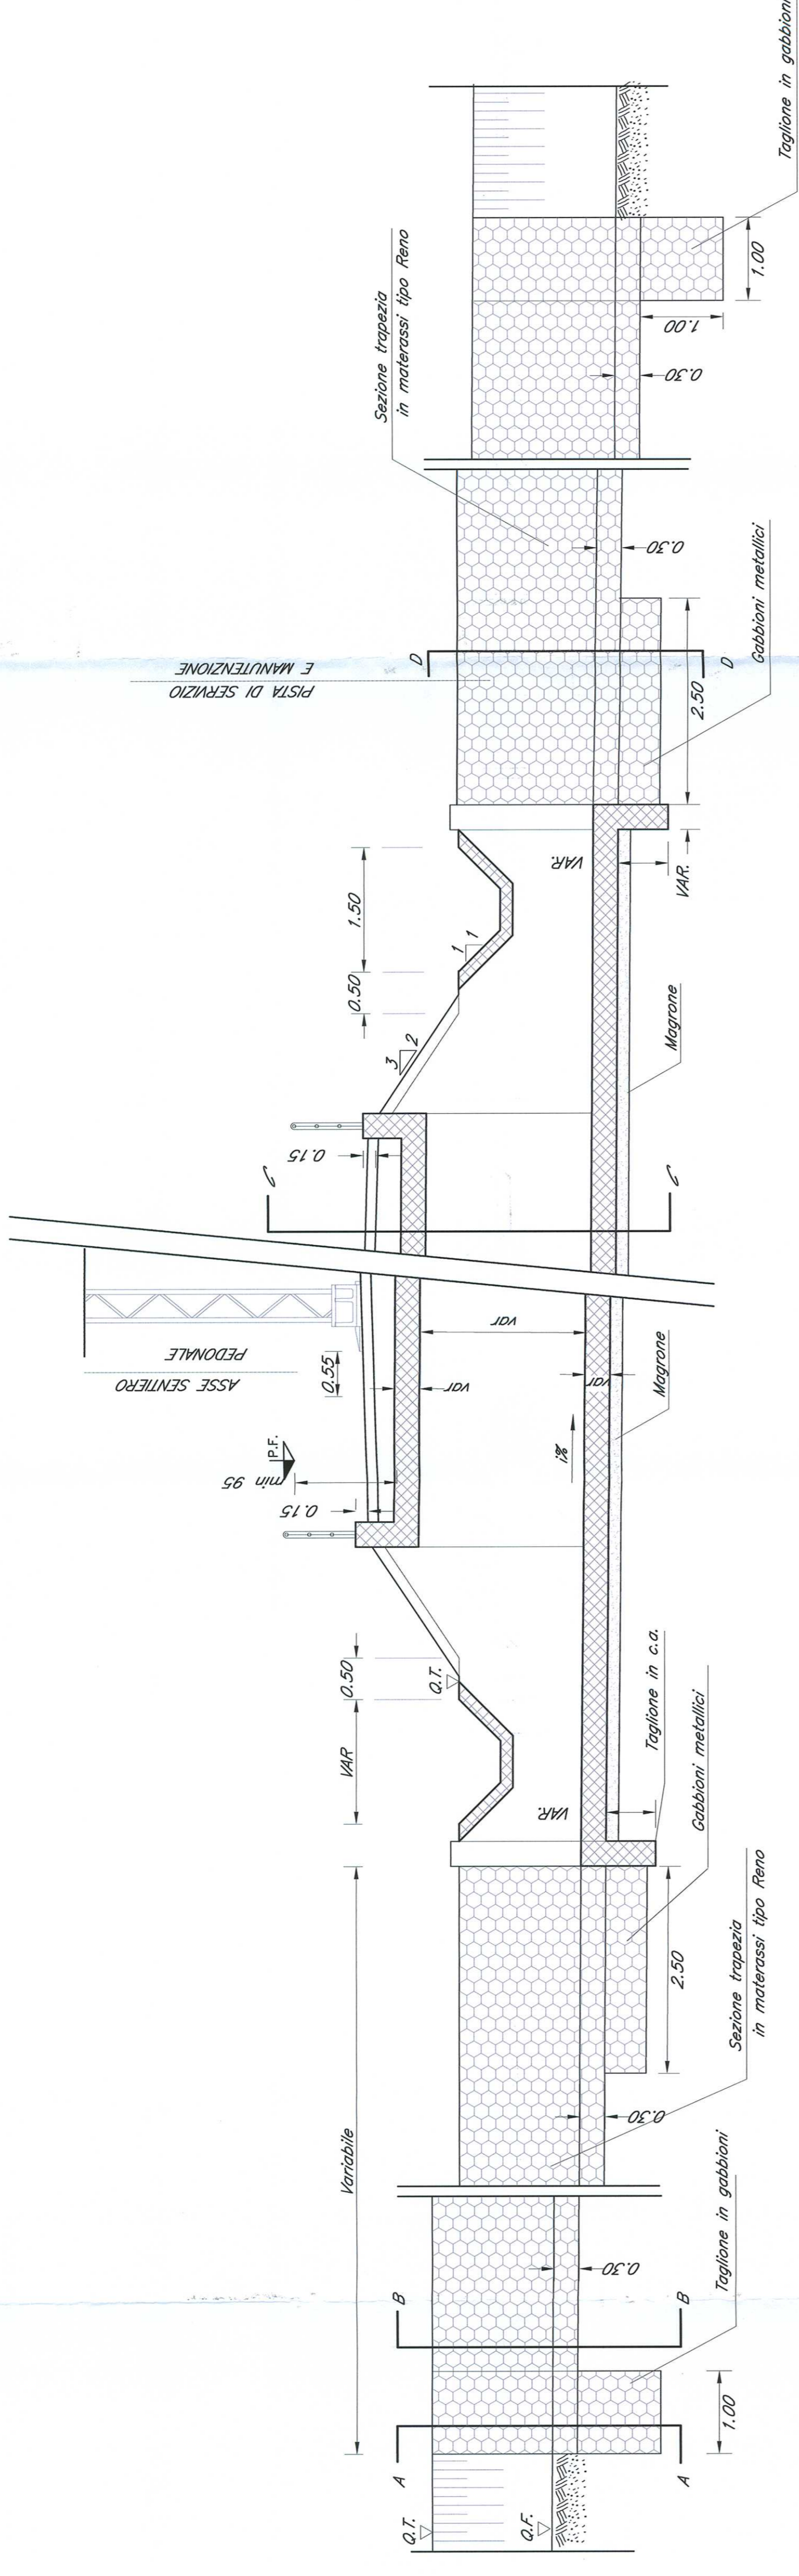 Taglione in gabbioni
1.00
1.00
0.30
Sezione trapezia
in materassi tipo Reno
0.30
Gabbioni metallici
2.50
D
D
PISTA DI SERVIZIO
E MANUTENZIONE
VAR.
VAR.
1.50
0.50
1
1
3
2
Magrone
0.15
C
C
ASSE SENTIERO
PEDONALE
0.55
var
var
var
Magrone
i%
P.F.
min 95
0.15
0.50
VAR
Q.T.
VAR.
Taglione in c.a.
Gabbioni metallici
2.50
Sezione trapezia
in materassi tipo Reno
0.30
Variabile
0.30
Taglione in gabbioni
B
B
1.00
A
A
Q.T.
Q.F.